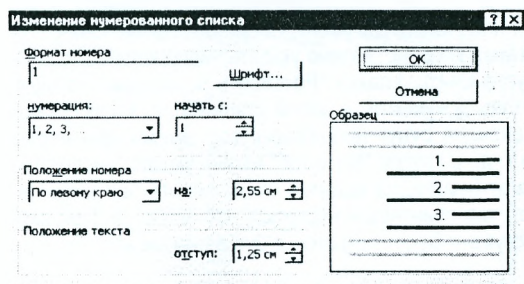 Изменение нумерованного списка ? X
Формат номера
1
Шрифт...
ОК
Отмена
нумерация:
начать с:
1, 2, 3,
1
Образец
1.
2.
3.
Положение номера
По левому краю
на:
2,55 см
Положение текста
отступ:
1,25 см